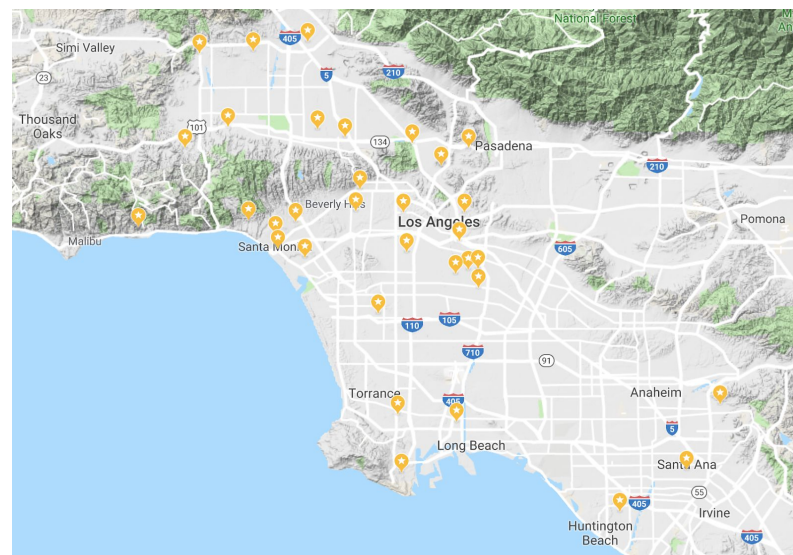 National Forest
Simi Valley
405
23
5
210
Thousand
Oaks
101
134
Pasadena
210
Beverly Hills
Los Angeles
Pomona
Malibu
Santa Moni
605
110
105
710
91
Torrance
405
Anaheim
5
Long Beach
Santa Ana
55
405
Irvine
Huntington
Beach
405